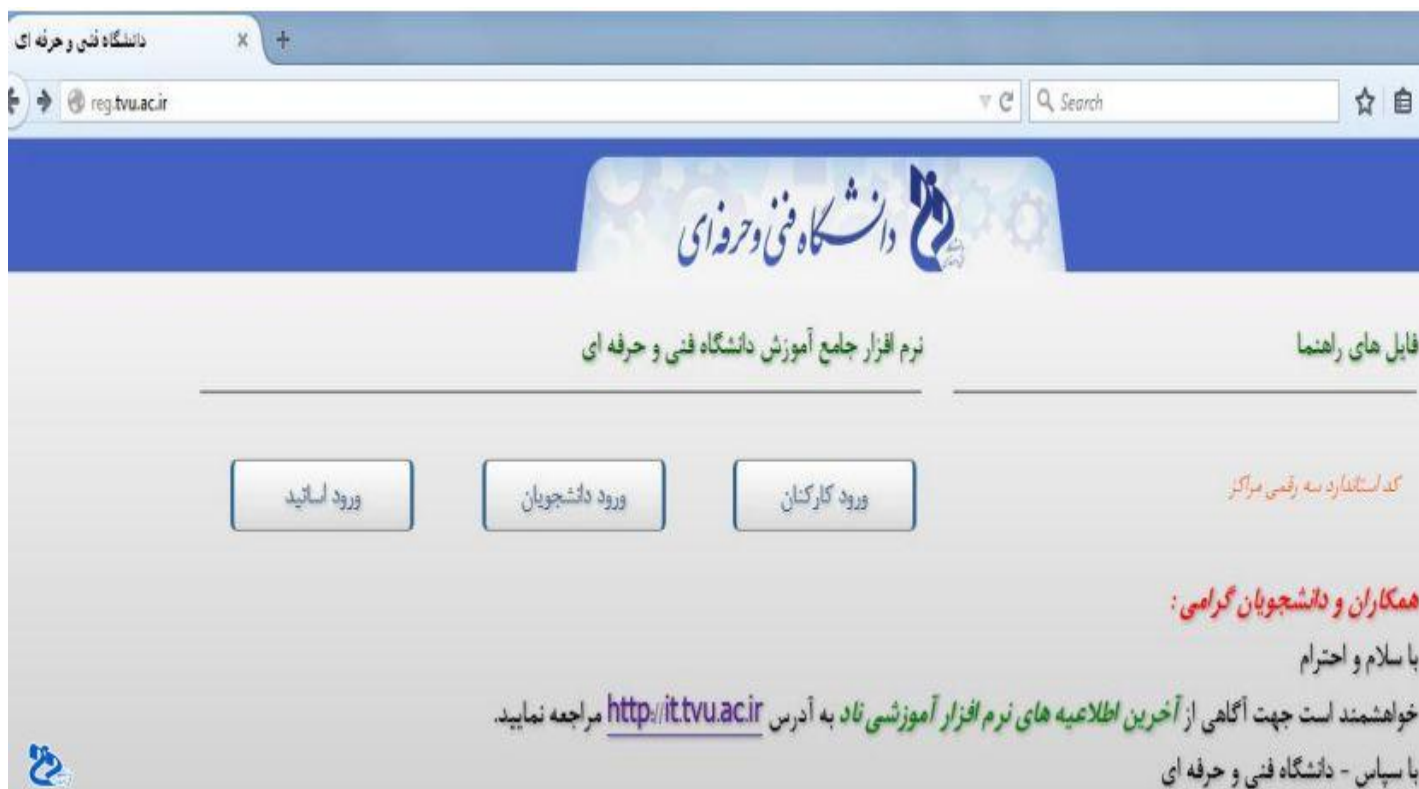 دانشگاه فنی و حرفه ای
reg.tvu.ac.ir
Search
دانشگاه فنی و حرفه‌ای
فایل های راهنما
نرم افزار جامع آموزش دانشگاه فنی و حرفه ای
کد استاندارد سه رقمی مراکز
ورود کارکنان
ورود دانشجویان
ورود اساتید
همکاران و دانشجویان گرامی :
با سلام و احترام
خواهشمند است جهت آگاهی از آخرین اطلاعیه های نرم افزار آموزشی ناد به آدرس http://it.tvu.ac.ir مراجعه نمایید.
با سپاس - دانشگاه فنی و حرفه ای